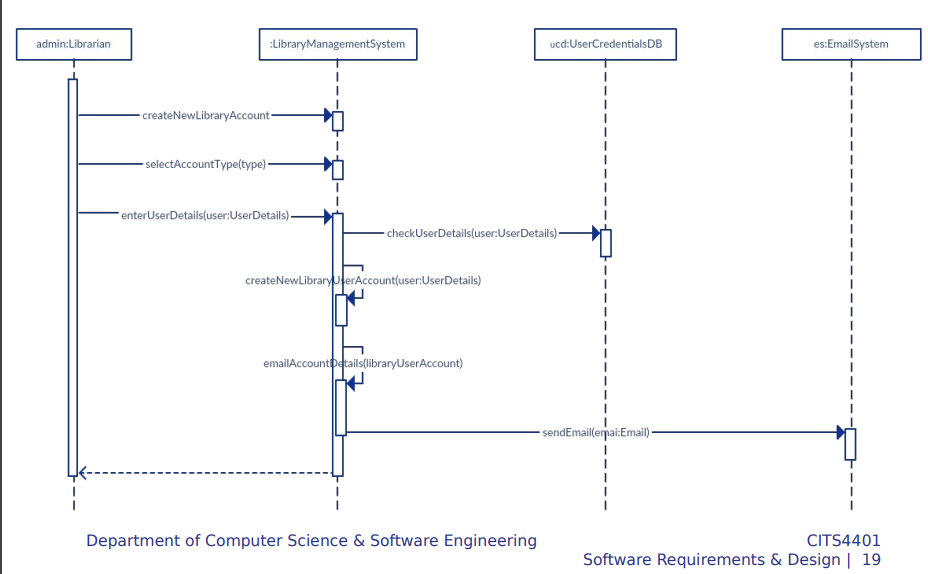 admin:Librarian
:LibraryManagementSystem
ucd:UserCredentialsDB
es:EmailSystem
createNewLibraryAccount
selectAccountType(type)
enterUserDetails(user:UserDetails)
checkUserDetails(user:UserDetails)
createNewLibraryUserAccount(user:UserDetails)
emailAccountDetails(libraryUserAccount)
sendEmail(emai:Email)
Department of Computer Science & Software Engineering
CITS4401
Software Requirements & Design | 19